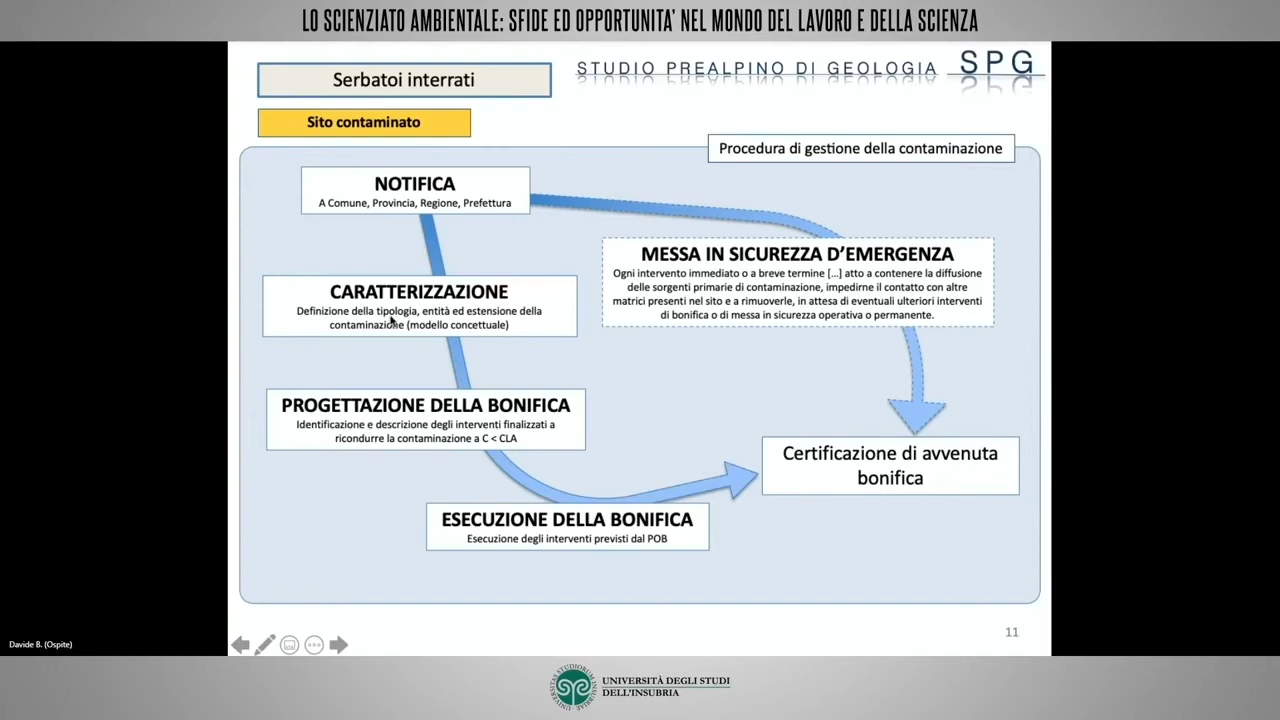 LO SCIENZIATO AMBIENTALE: SFIDE ED OPPORTUNITA' NEL MONDO DEL LAVORO E DELLA SCIENZA
Serbatoi interrati
STUDIO PREALPINO DI GEOLOGIA SPG
Sito contaminato
Procedura di gestione della contaminazione
NOTIFICA
A Comune, Provincia, Regione, Prefettura
MESSA IN SICUREZZA D'EMERGENZA
Ogni intervento immediato o a breve termine [...] atto a contenere la diffusione
delle sorgenti primarie di contaminazione, impedirne il contatto con altre
matrici presenti nel sito e a rimuoverle, in attesa di eventuali ulteriori interventi
di bonifica o di messa in sicurezza operativa o permanente.
CARATTERIZZAZIONE
Definizione della tipologia, entità ed estensione della
contaminazione (modello concettuale)
PROGETTAZIONE DELLA BONIFICA
Identificazione e descrizione degli interventi finalizzati a
ricondurre la contaminazione a C < CLA
Certificazione di avvenuta
bonifica
ESECUZIONE DELLA BONIFICA
Esecuzione degli interventi previsti dal POB
11
Davide B. (Ospite)
UNIVERSITÀ DEGLI STUDI
DELL'INSUBRIA